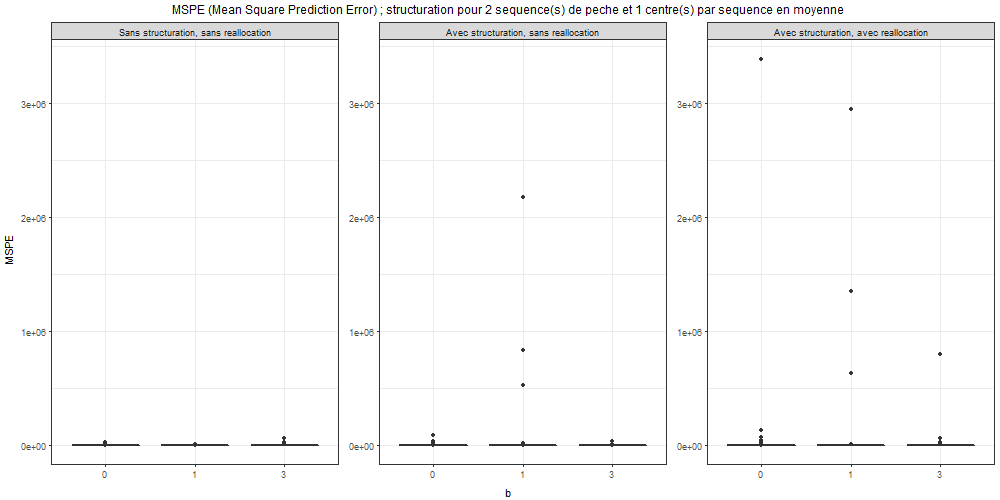 MSPE (Mean Square Prediction Error) ; structuration pour 2 sequence(s) de peche et 1 centre(s) par sequence en moyenne
Sans structuration, sans reallocation
Avec structuration, sans reallocation
Avec structuration, avec reallocation
MSPE
3e+06
2e+06
1e+06
0e+00
3e+06
2e+06
1e+06
0e+00
3e+06
2e+06
1e+06
0e+00
0 1 3
0 1 3
0 1 3
b